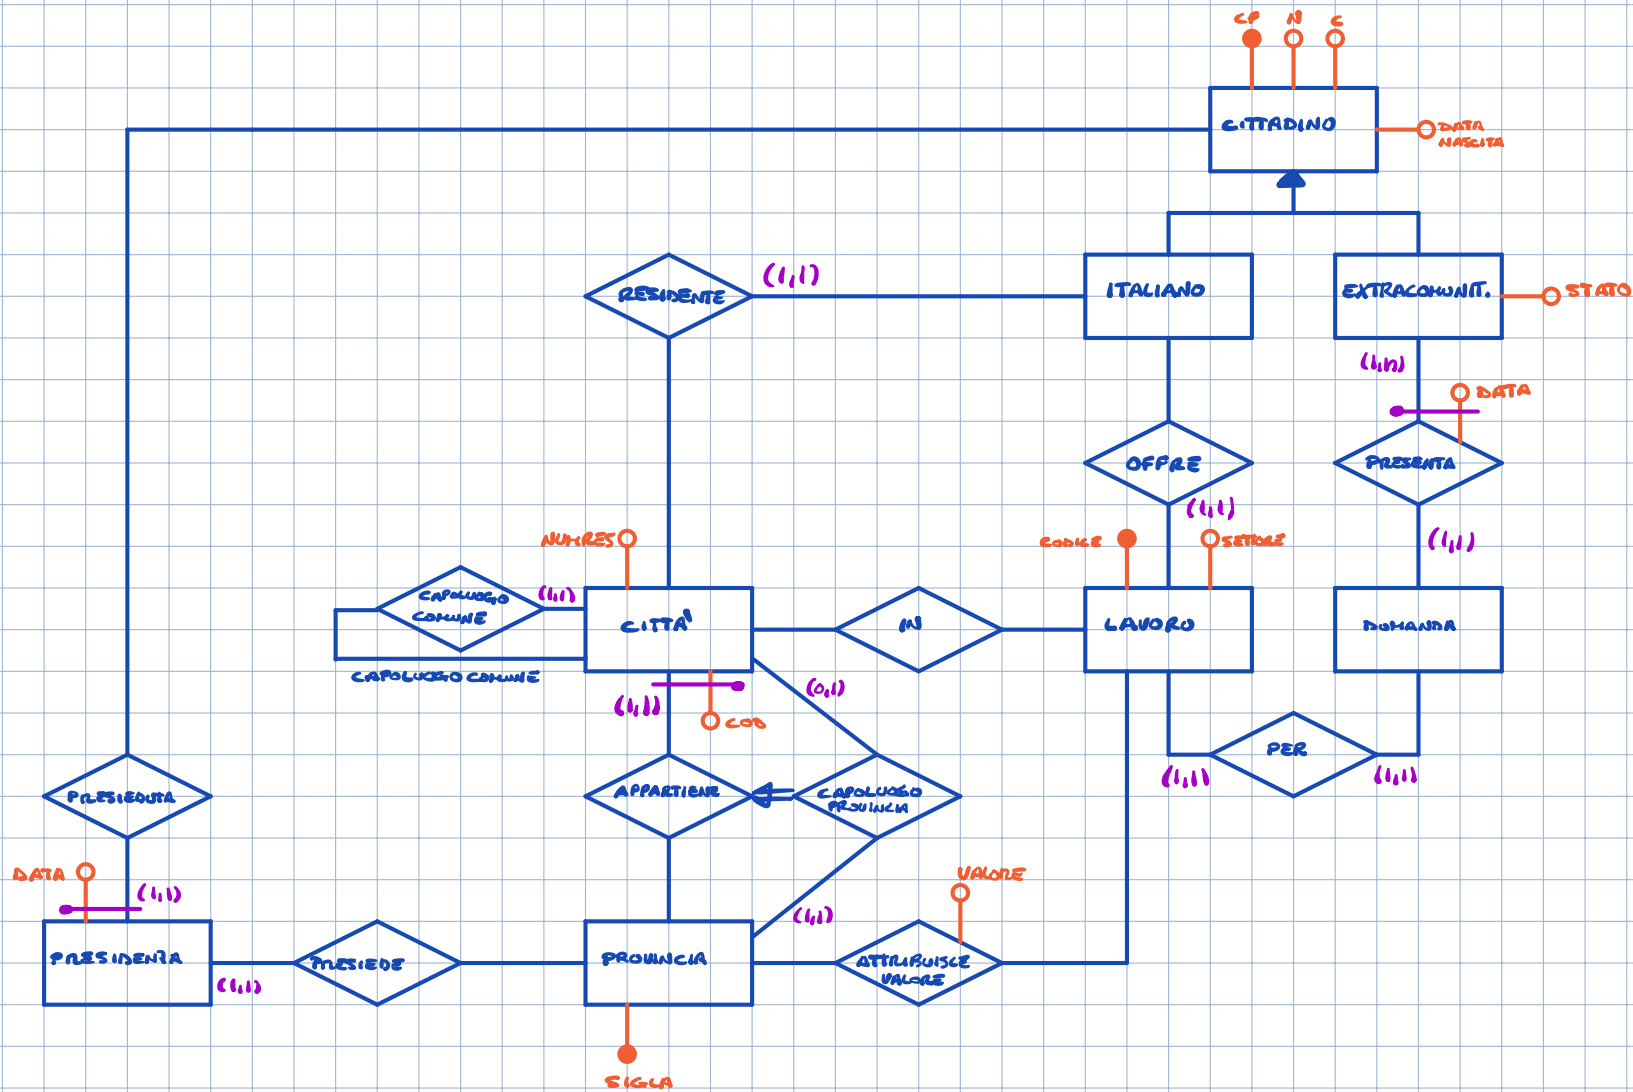 CF N C
CITTADINO
DATA
NASCITA
(1,1)
RESIDENTE
ITALIANO
EXTRACOMUNIT.
STATO
(1,n)
DATA
OFFRE
PRESENTA
(1,1)
NUMRES
CODICE
SETTORE
(1,1)
CAPOLUOGO
COMUNE
(1,1)
CITTA'
IN
LAVORO
DOMANDA
CAPOLUOGO COMUNE
(1,1)
(0,1)
COD
PER
(1,1)
(1,1)
PRESIEDUTA
APPARTIENE
CAPOLUOGO
PROVINCIA
DATA
(1,1)
VALORE
(1,1)
PRESIDENZA
PRESIEDE
PROVINCIA
ATTRIBUISCE
VALORE
(1,1)
SIGLA